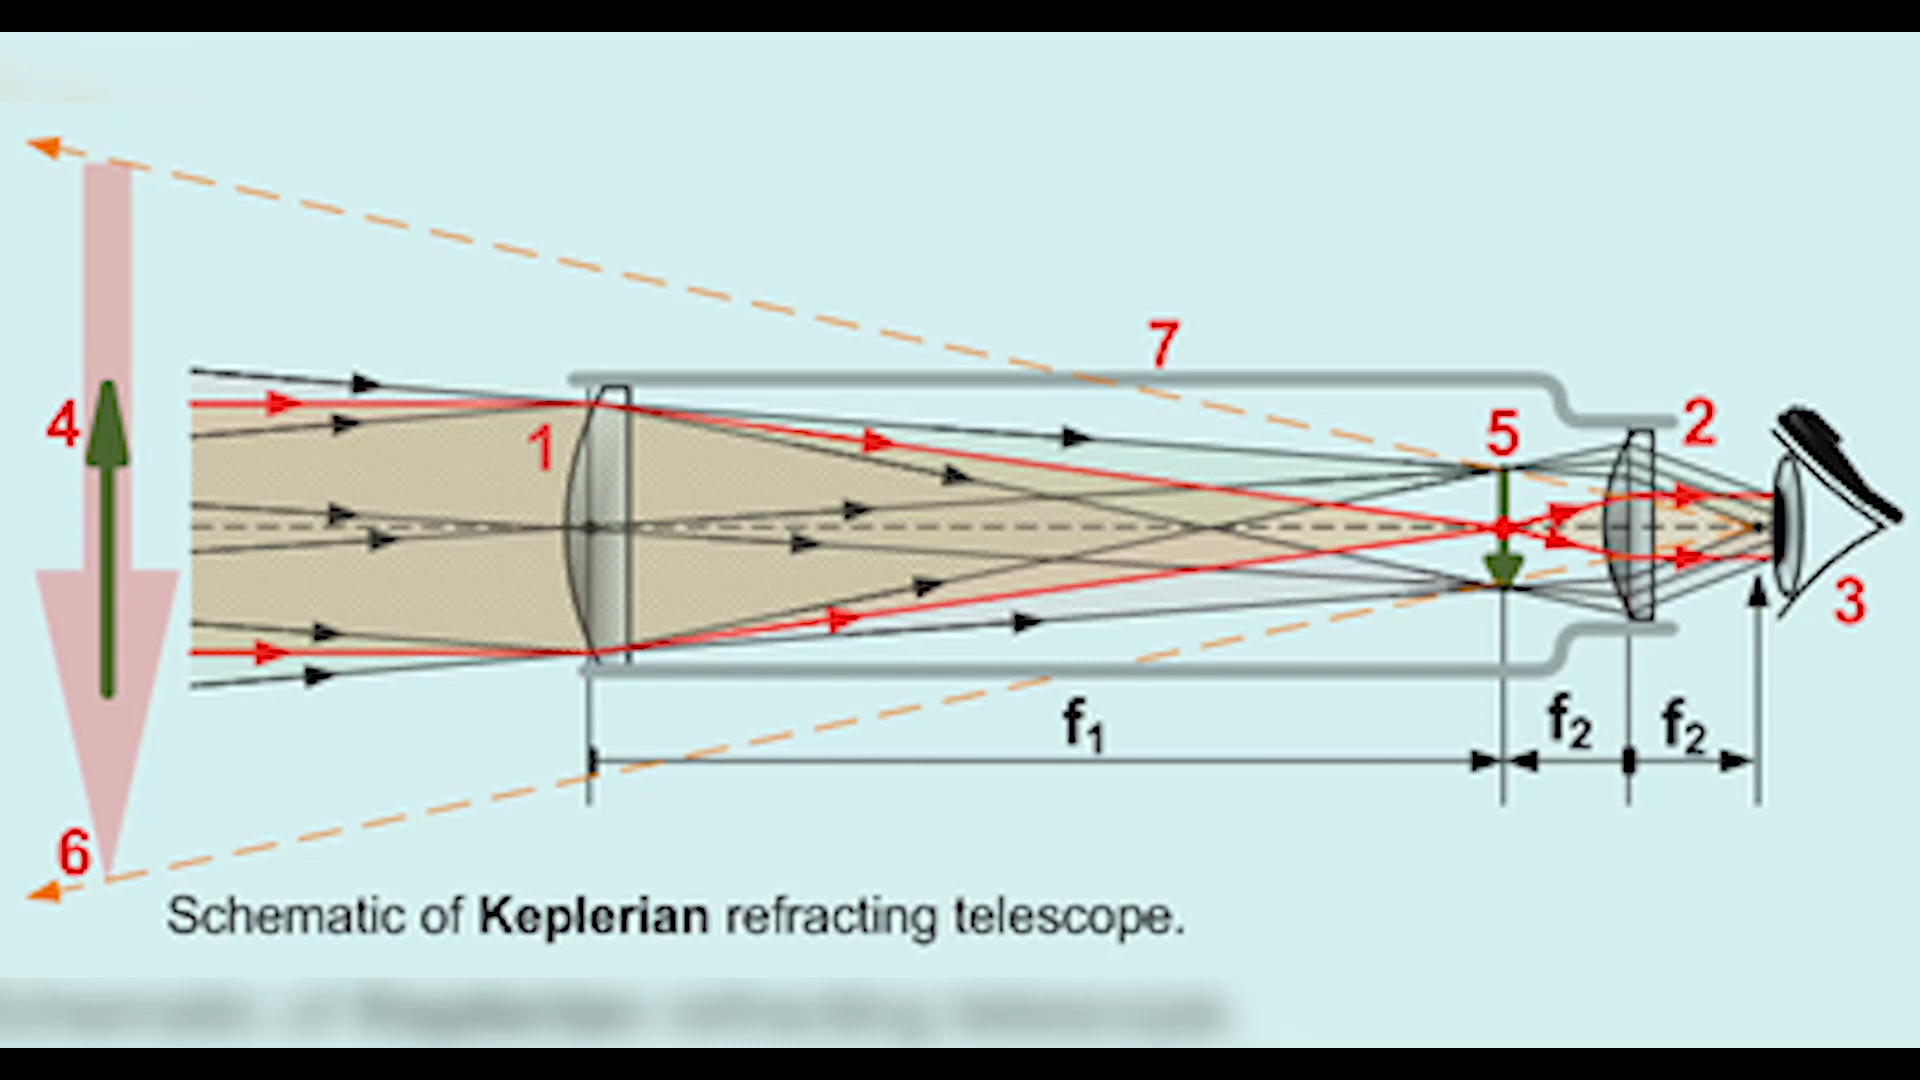 7
4
1
5
2
3
f₁
f₂
f₂
6
Schematic of Keplerian refracting telescope.